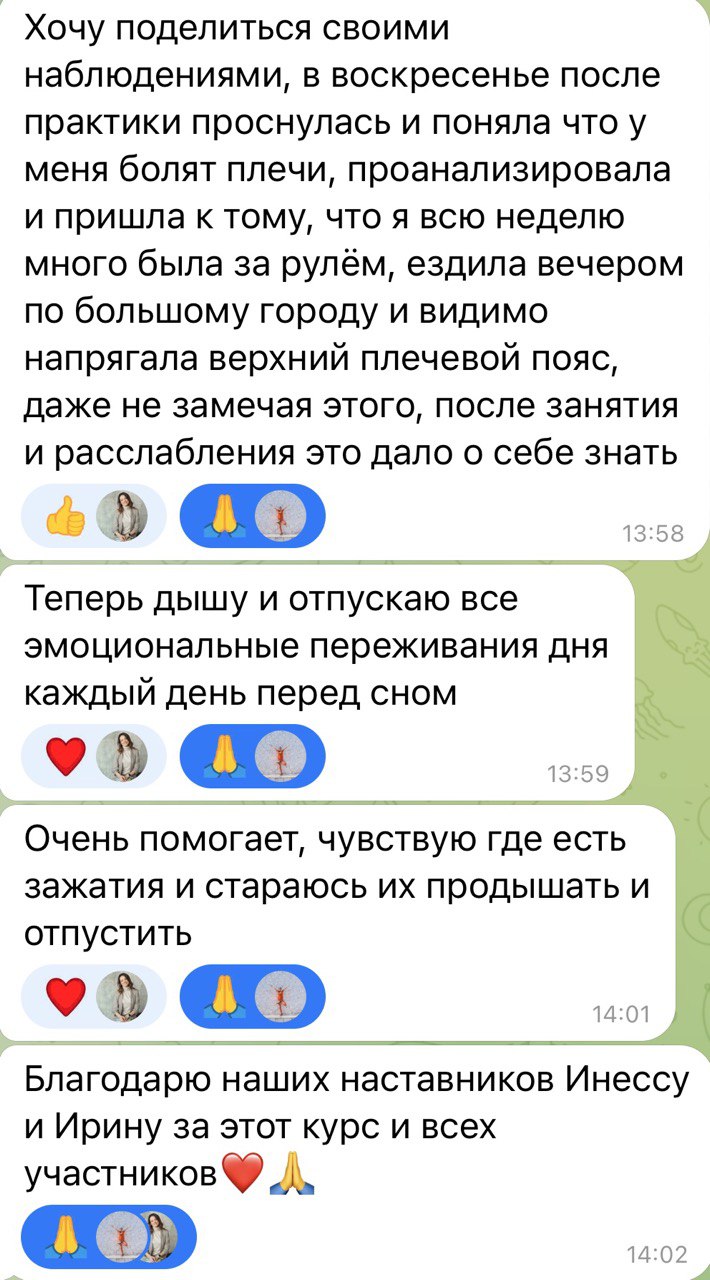 Хочу поделиться своими
наблюдениями, в воскресенье после
практики проснулась и поняла что у
меня болят плечи, проанализировала
и пришла к тому, что я всю неделю
много была за рулём, ездила вечером
по большому городу и видимо
напрягала верхний плечевой пояс,
даже не замечая этого, после занятия
и расслабления это дало о себе знать
13:58
Теперь дышу и отпускаю все
эмоциональные переживания дня
каждый день перед сном
13:59
Очень помогает, чувствую где есть
зажатия и стараюсь их продышать и
отпустить
14:01
Благодарю наших наставников Инессу
и Ирину за этот курс и всех
участников❤️🙏
14:02